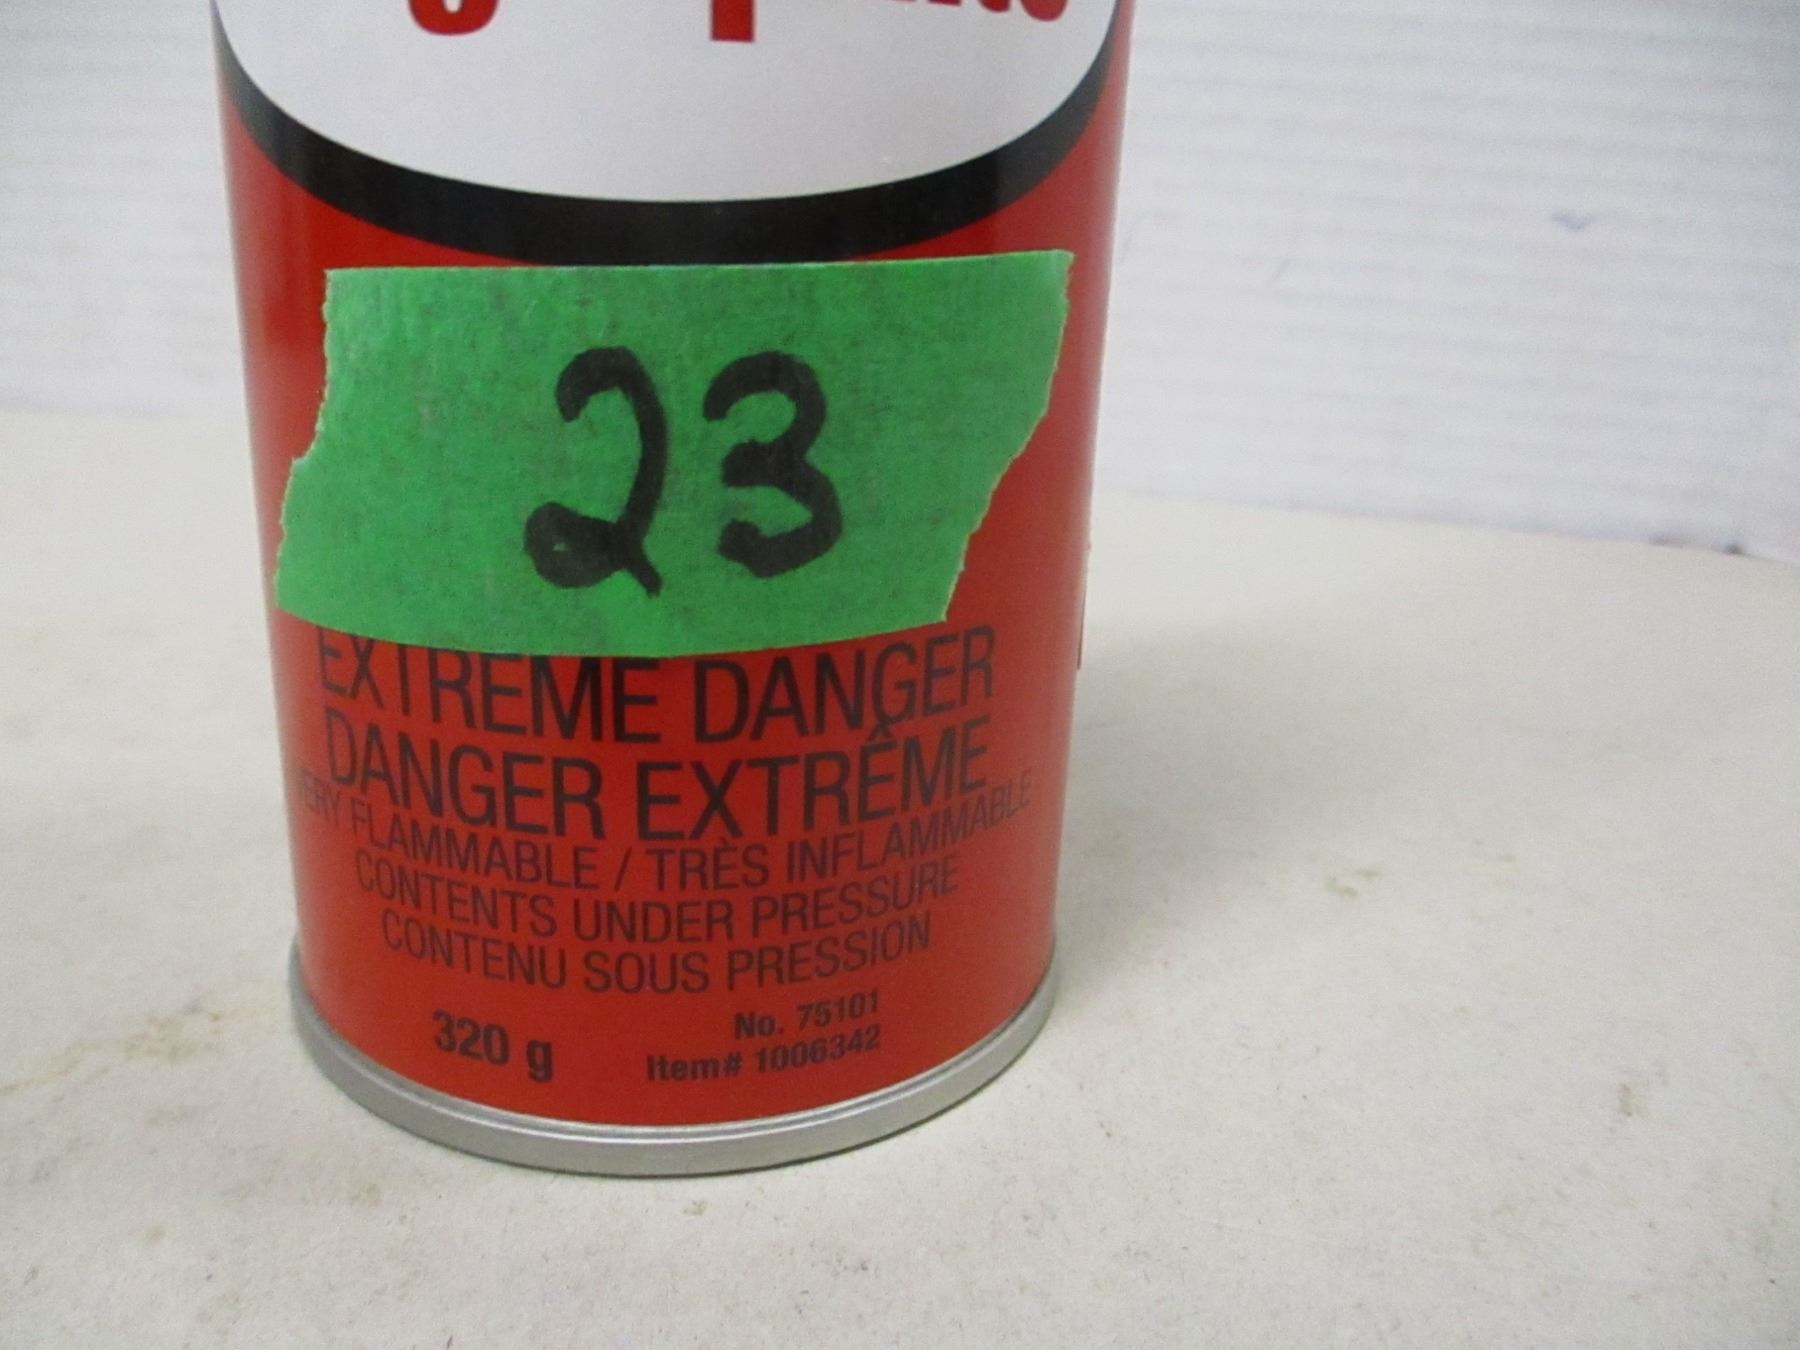 23
EXTREME DANGER
DANGER EXTRÊME
FLAMMABLE / TRÈS INFLAMMABLE
CONTENTS UNDER PRESSURE
CONTENU SOUS PRESSION
320 g
No. 75101
Item# 1006342